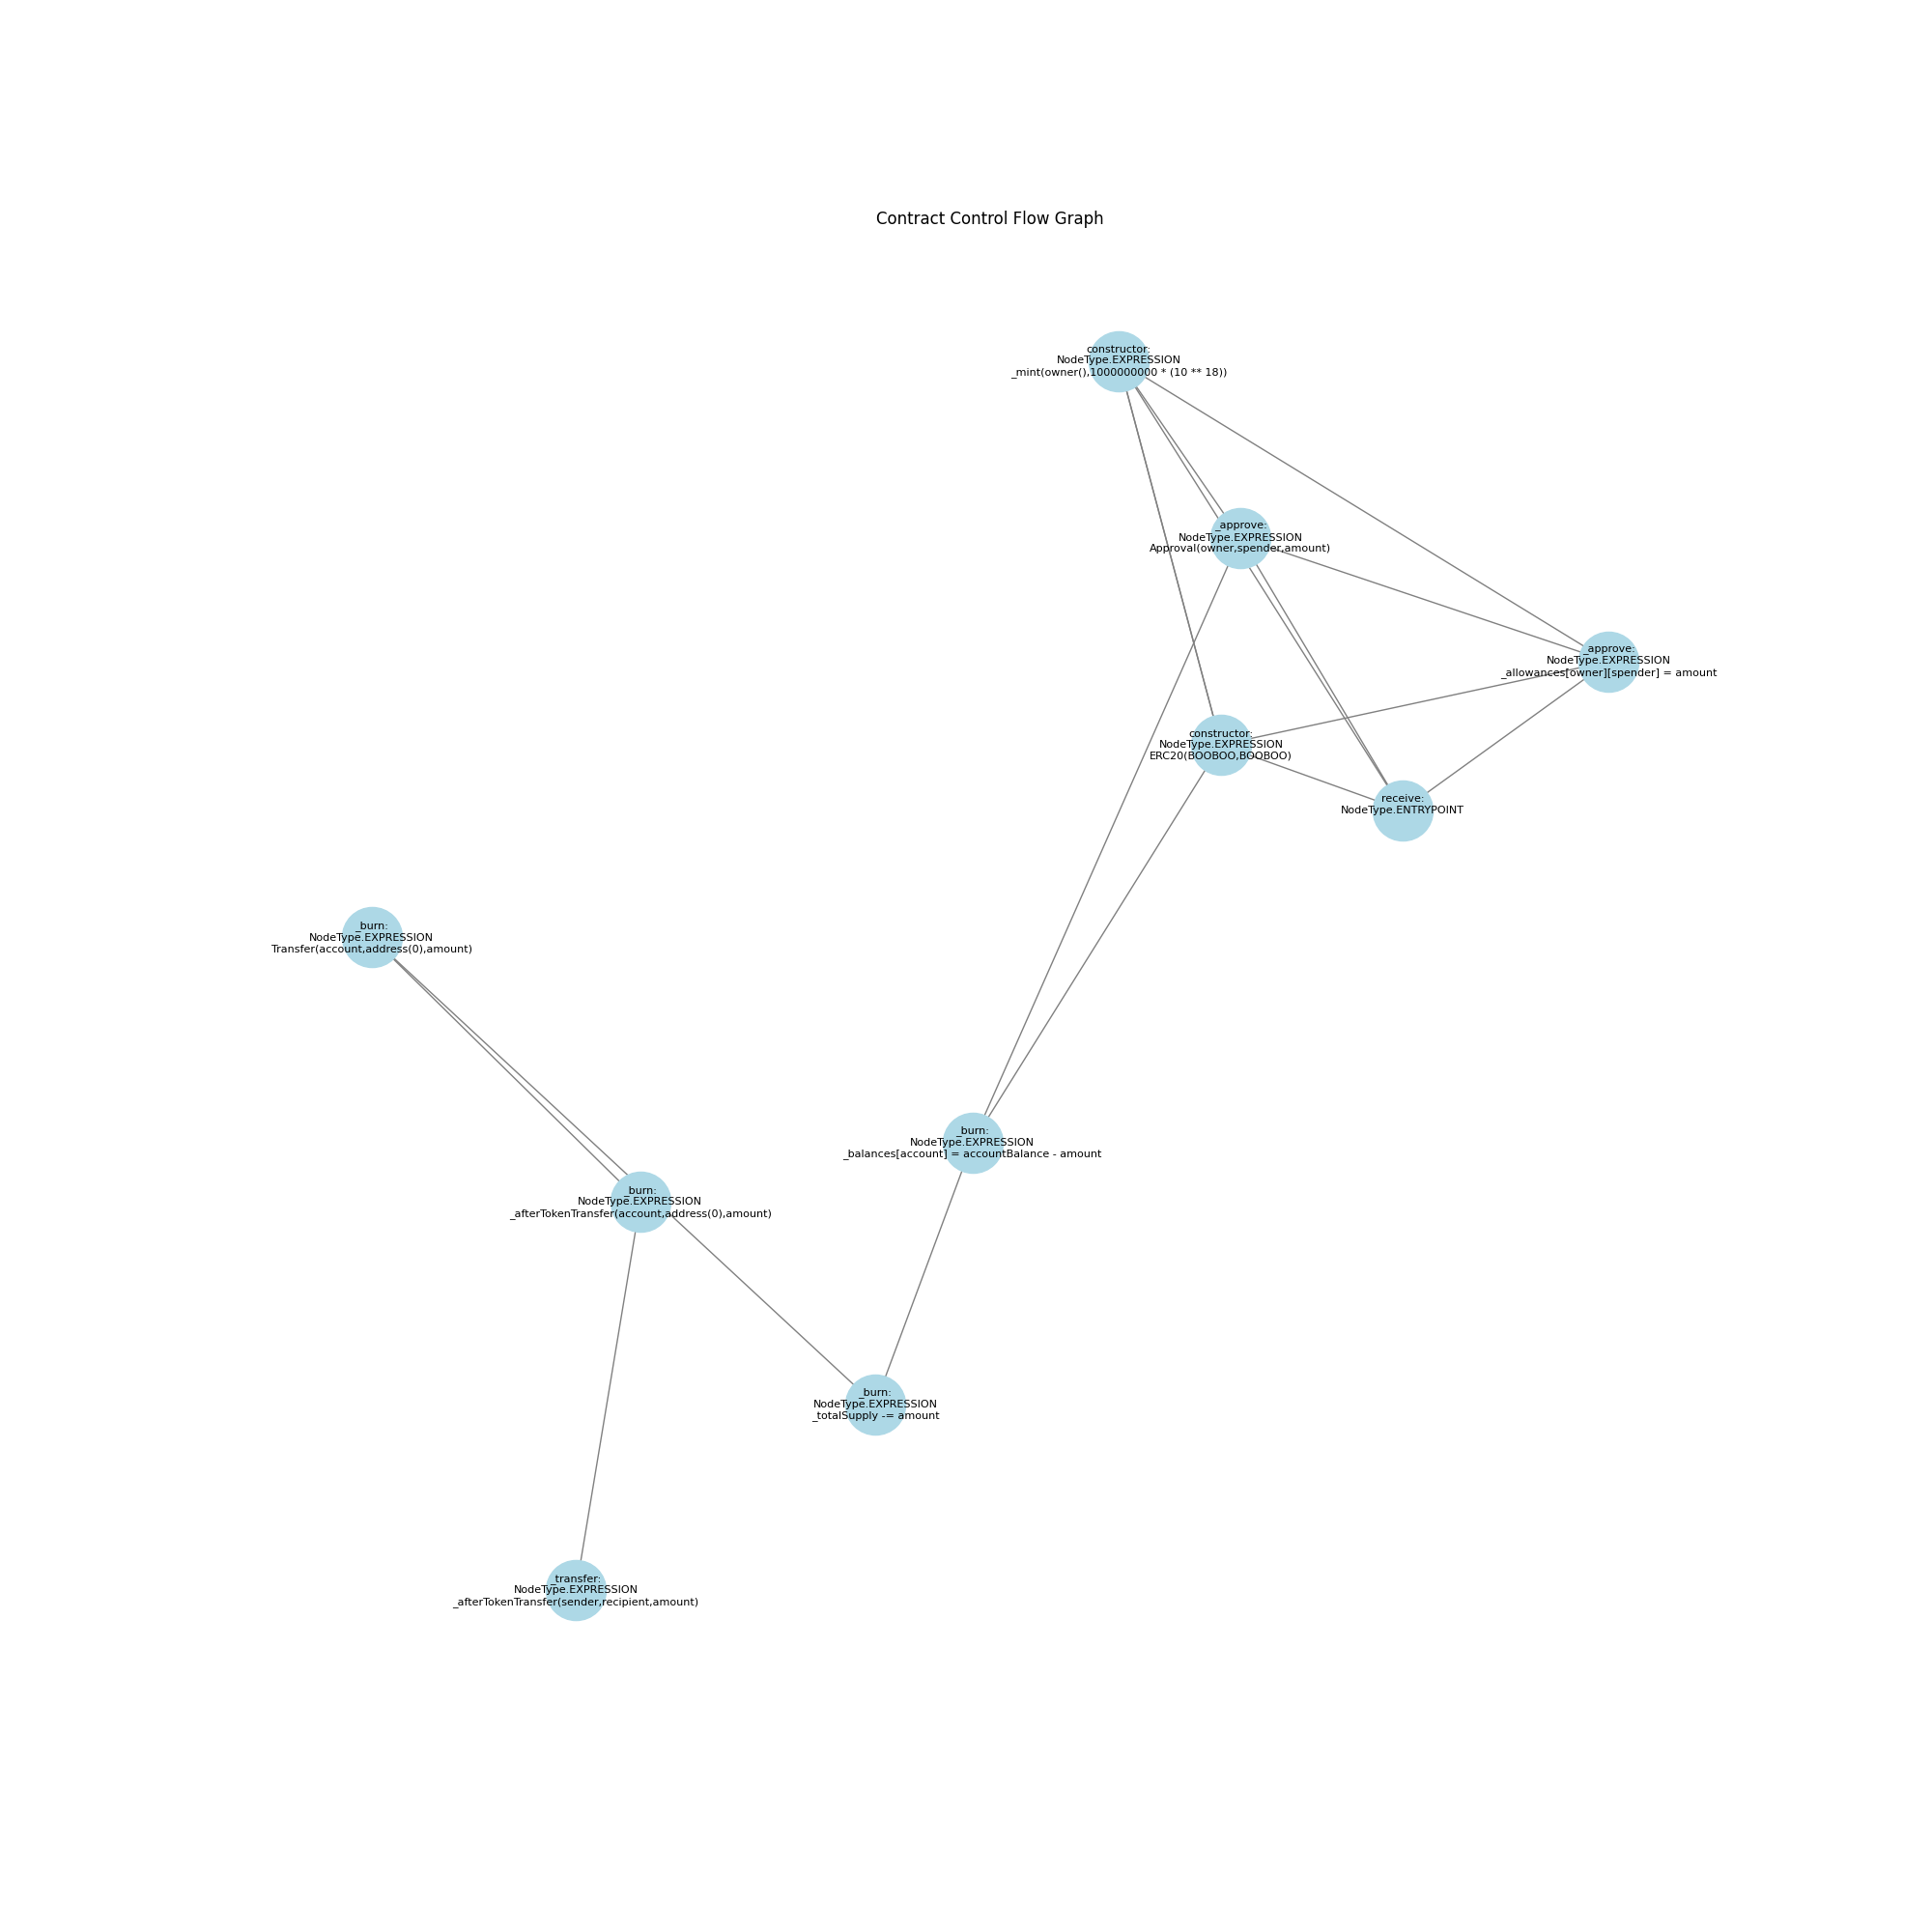 Contract Control Flow Graph
constructor:
NodeType.EXPRESSION
_mint(owner(),1000000000 * (10 ** 18))
_approve:
NodeType.EXPRESSION
Approval(owner,spender,amount)
_approve:
NodeType.EXPRESSION
_allowances[owner][spender] = amount
constructor:
NodeType.EXPRESSION
ERC20(BOOBOO,BOOBOO)
receive:
NodeType.ENTRYPOINT
_burn:
NodeType.EXPRESSION
Transfer(account,address(0),amount)
_burn:
NodeType.EXPRESSION
_balances[account] = accountBalance - amount
_burn:
NodeType.EXPRESSION
_afterTokenTransfer(account,address(0),amount)
_burn:
NodeType.EXPRESSION
_totalSupply -= amount
_transfer:
NodeType.EXPRESSION
_afterTokenTransfer(sender,recipient,amount)